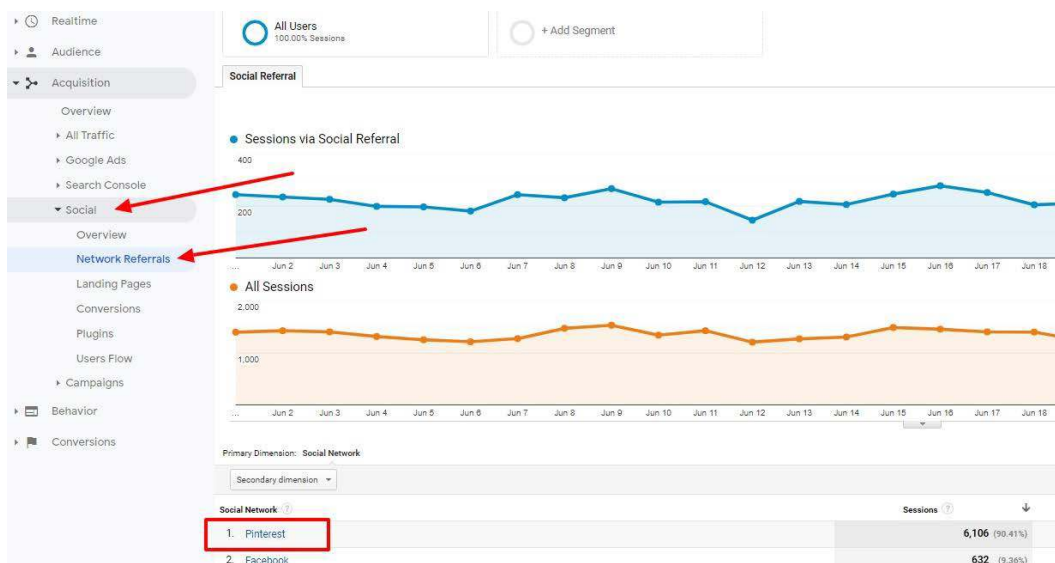 Realtime
Audience
Acquisition
Overview
All Traffic
Google Ads
Search Console
Social
Overview
Network Referrals
Landing Pages
Conversions
Plugins
Users Flow
Campaigns
Behavior
Conversions
All Users
100.00% Sessions
+ Add Segment
Social Referral
Sessions via Social Referral
400
200
... Jun 2 Jun 3 Jun 4 Jun 5 Jun 6 Jun 7 Jun 8 Jun 9 Jun 10 Jun 11 Jun 12 Jun 13 Jun 14 Jun 15 Jun 16 Jun 17 Jun 18
All Sessions
2,000
1,000
... Jun 2 Jun 3 Jun 4 Jun 5 Jun 6 Jun 7 Jun 8 Jun 9 Jun 10 Jun 11 Jun 12 Jun 13 Jun 14 Jun 15 Jun 16 Jun 17 Jun 18
Primary Dimension: Social Network
Secondary dimension
Social Network ? Sessions ?
1. Pinterest 6,106 (90.41%)
2. Facebook 632 (9.36%)